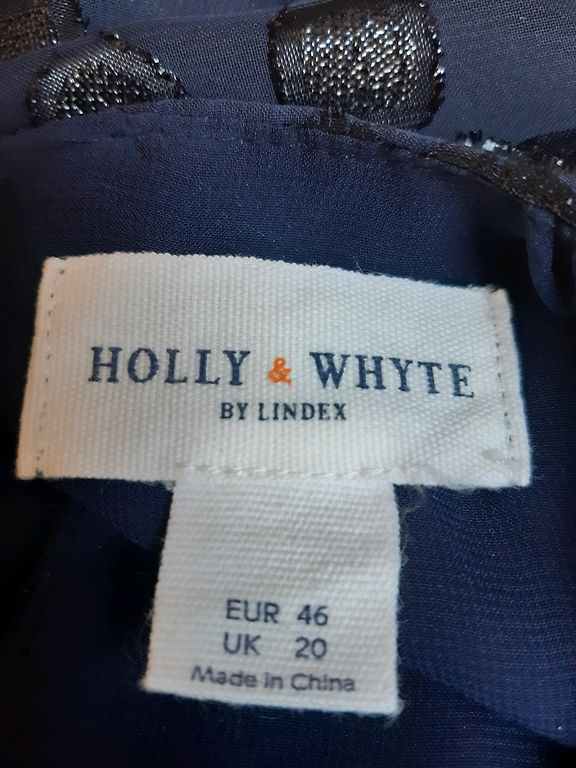 HOLLY & WHYTE
BY LINDEX
EUR 46
UK 20
Made in China